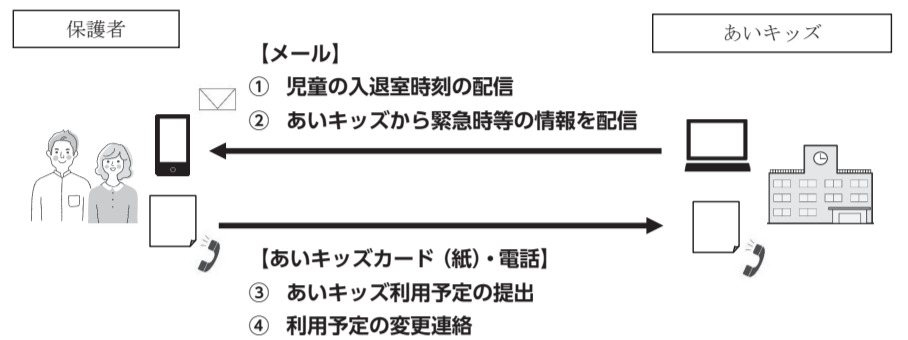 保護者
あいキッズ
【メール】
① 児童の入退室時刻の配信
② あいキッズから緊急時等の情報を配信
【あいキッズカード（紙）・電話】
③ あいキッズ利用予定の提出
④ 利用予定の変更連絡